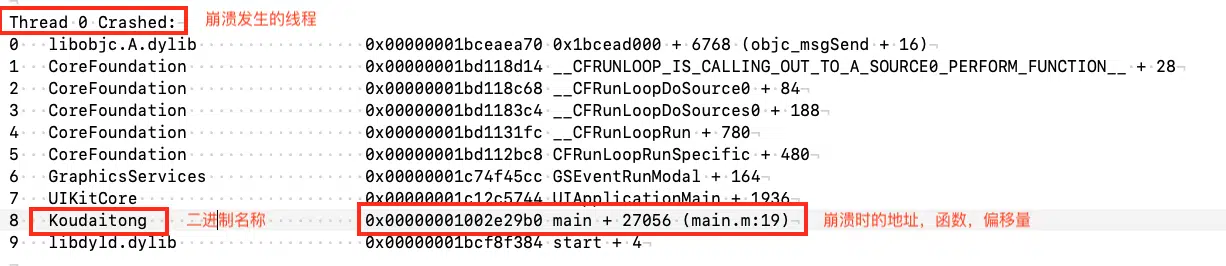 Thread 0 Crashed: 崩溃发生的线程
0 libobjc.A.dylib 0x00000001bceaea70 0x1bcead000 + 6768 (objc_msgSend + 16)
1 CoreFoundation 0x00000001bd118d14 __CFRUNLOOP_IS_CALLING_OUT_TO_A_SOURCE0_PERFORM_FUNCTION__ + 28
2 CoreFoundation 0x00000001bd118c68 __CFRunLoopDoSource0 + 84
3 CoreFoundation 0x00000001bd1183c4 __CFRunLoopDoSources0 + 188
4 CoreFoundation 0x00000001bd1131fc __CFRunLoopRun + 780
5 CoreFoundation 0x00000001bd112bc8 CFRunLoopRunSpecific + 480
6 GraphicsServices 0x00000001c74f45cc GSEventRunModal + 164
7 UIKitCore 0x00000001c12c5744 UIApplicationMain + 1936
8 Koudaitong 二进制名称 0x00000001002e29b0 main + 27056 (main.m:19) 崩溃时的地址，函数，偏移量
9 libdyld.dylib 0x00000001bcf8f384 start + 4